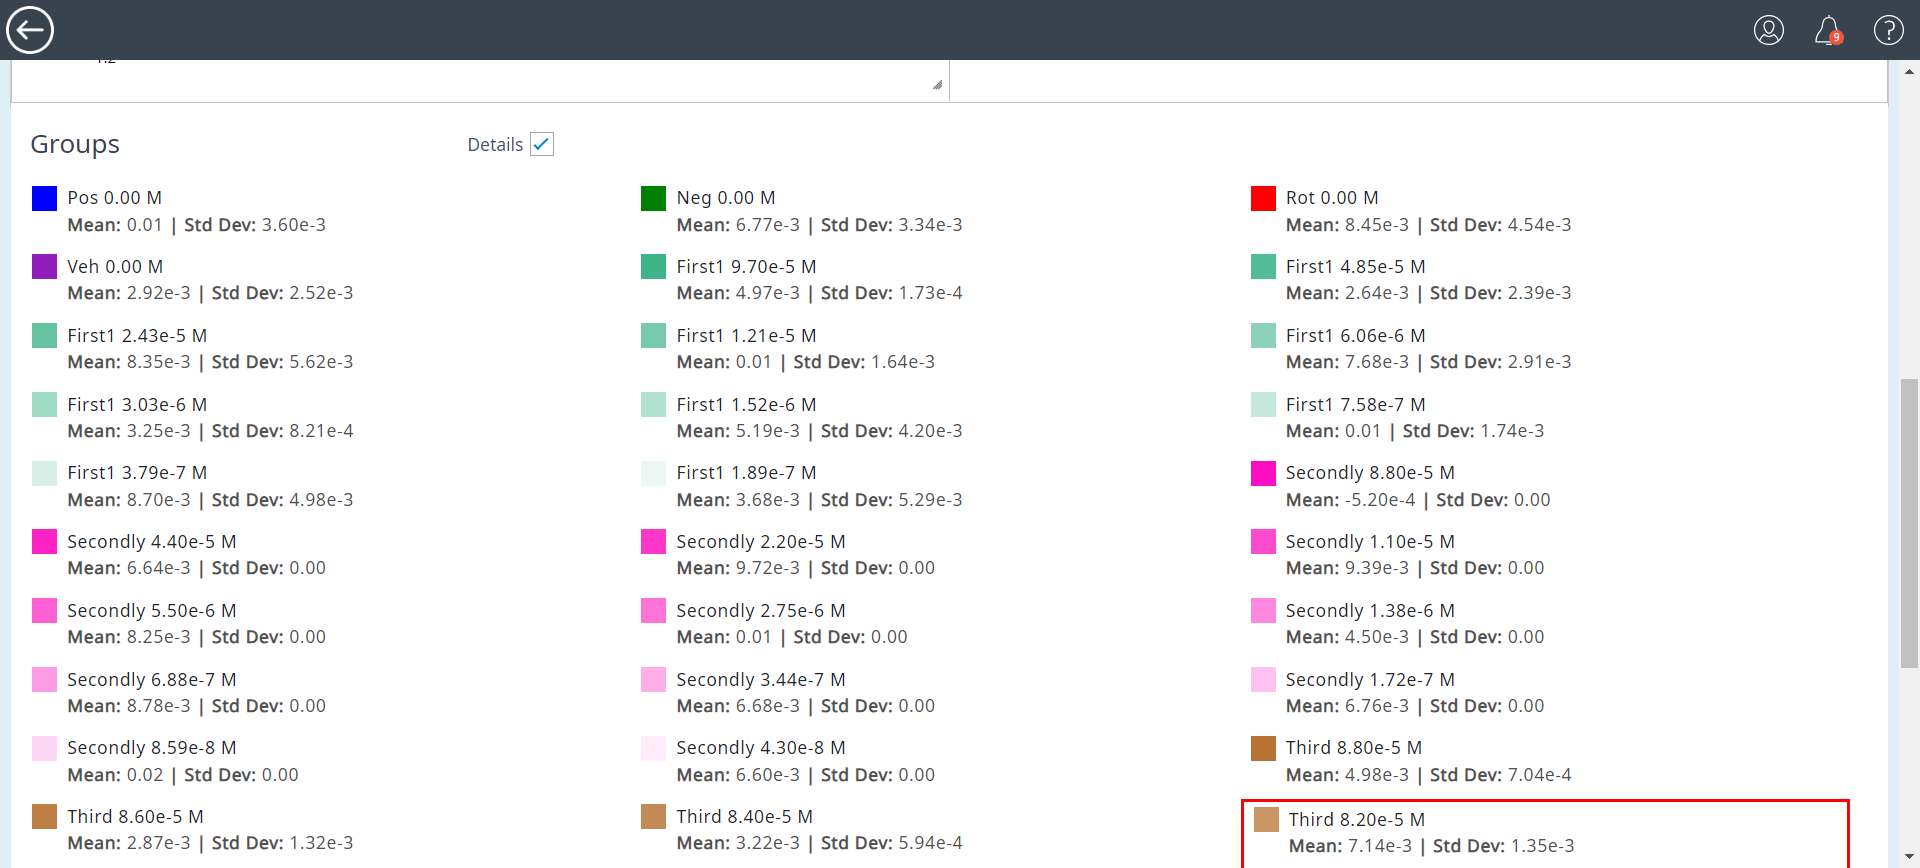 9
Groups
Details
Pos 0.00 M
Mean: 0.01 | Std Dev: 3.60e-3
Neg 0.00 M
Mean: 6.77e-3 | Std Dev: 3.34e-3
Rot 0.00 M
Mean: 8.45e-3 | Std Dev: 4.54e-3
Veh 0.00 M
Mean: 2.92e-3 | Std Dev: 2.52e-3
First1 9.70e-5 M
Mean: 4.97e-3 | Std Dev: 1.73e-4
First1 4.85e-5 M
Mean: 2.64e-3 | Std Dev: 2.39e-3
First1 2.43e-5 M
Mean: 8.35e-3 | Std Dev: 5.62e-3
First1 1.21e-5 M
Mean: 0.01 | Std Dev: 1.64e-3
First1 6.06e-6 M
Mean: 7.68e-3 | Std Dev: 2.91e-3
First1 3.03e-6 M
Mean: 3.25e-3 | Std Dev: 8.21e-4
First1 1.52e-6 M
Mean: 5.19e-3 | Std Dev: 4.20e-3
First1 7.58e-7 M
Mean: 0.01 | Std Dev: 1.74e-3
First1 3.79e-7 M
Mean: 8.70e-3 | Std Dev: 4.98e-3
First1 1.89e-7 M
Mean: 3.68e-3 | Std Dev: 5.29e-3
Secondly 8.80e-5 M
Mean: -5.20e-4 | Std Dev: 0.00
Secondly 4.40e-5 M
Mean: 6.64e-3 | Std Dev: 0.00
Secondly 2.20e-5 M
Mean: 9.72e-3 | Std Dev: 0.00
Secondly 1.10e-5 M
Mean: 9.39e-3 | Std Dev: 0.00
Secondly 5.50e-6 M
Mean: 8.25e-3 | Std Dev: 0.00
Secondly 2.75e-6 M
Mean: 0.01 | Std Dev: 0.00
Secondly 1.38e-6 M
Mean: 4.50e-3 | Std Dev: 0.00
Secondly 6.88e-7 M
Mean: 8.78e-3 | Std Dev: 0.00
Secondly 3.44e-7 M
Mean: 6.68e-3 | Std Dev: 0.00
Secondly 1.72e-7 M
Mean: 6.76e-3 | Std Dev: 0.00
Secondly 8.59e-8 M
Mean: 0.02 | Std Dev: 0.00
Secondly 4.30e-8 M
Mean: 6.60e-3 | Std Dev: 0.00
Third 8.80e-5 M
Mean: 4.98e-3 | Std Dev: 7.04e-4
Third 8.60e-5 M
Mean: 2.87e-3 | Std Dev: 1.32e-3
Third 8.40e-5 M
Mean: 3.22e-3 | Std Dev: 5.94e-4
Third 8.20e-5 M
Mean: 7.14e-3 | Std Dev: 1.35e-3